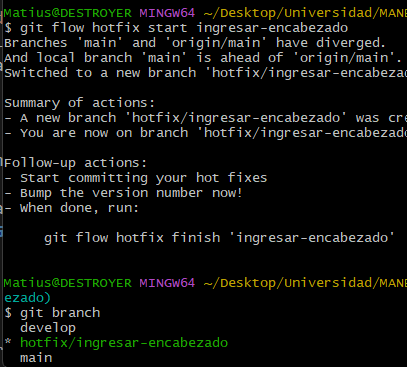 Matius@DESTROYER MINGW64 ~/Desktop/Universidad/MANE
$ git flow hotfix start ingresar-encabezado
Branches 'main' and 'origin/main' have diverged.
And local branch 'main' is ahead of 'origin/main'.
Switched to a new branch 'hotfix/ingresar-encabezad
Summary of actions:
- A new branch 'hotfix/ingresar-encabezado' was cre
- You are now on branch 'hotfix/ingresar-encabezado
Follow-up actions:
- Start committing your hot fixes
- Bump the version number now!
- When done, run:
git flow hotfix finish 'ingresar-encabezado'
Matius@DESTROYER MINGW64 ~/Desktop/Universidad/MANE
ezado)
$ git branch
develop
* hotfix/ingresar-encabezado
main